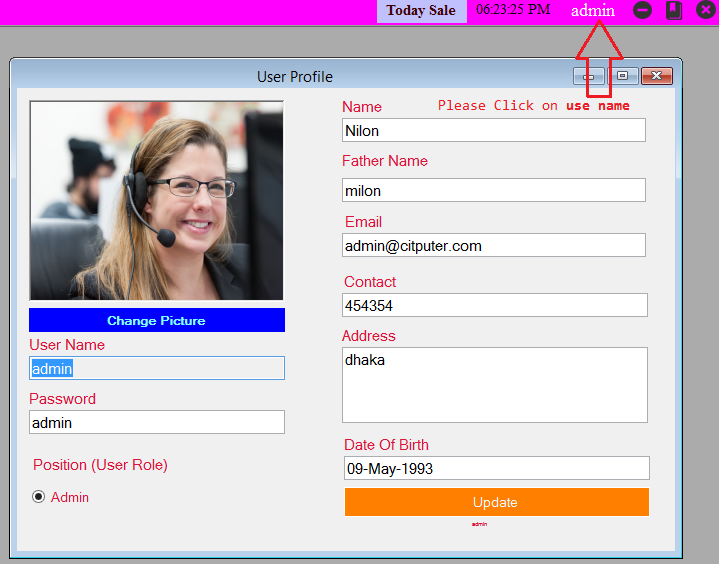 Today Sale 06:23:25 PM admin
User Profile
Name Please Click on use name
Nilon
Father Name
milon
Email
admin@citputer.com
Contact
454354
Address
dhaka
Date Of Birth
09-May-1993
Update
admin
Change Picture
User Name
admin
Password
admin
Position (User Role)
Admin